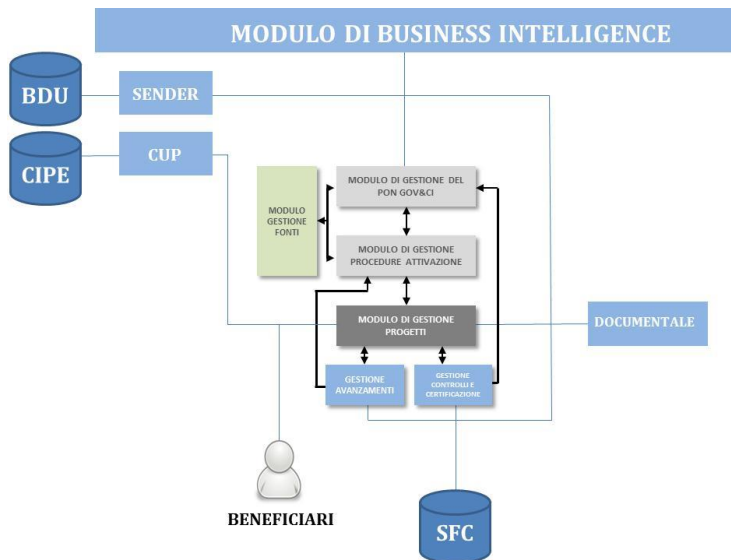 MODULO DI BUSINESS INTELLIGENCE
BDU
SENDER
CIPE
CUP
MODULO DI GESTIONE DEL
PON GOV&CI
MODULO
GESTIONE
FONTI
MODULO DI GESTIONE
PROCEDURE ATTIVAZIONE
MODULO DI GESTIONE
PROGETTI
DOCUMENTALE
GESTIONE
AVANZAMENTI
GESTIONE
CONTROLLI E
CERTIFICAZIONE
BENEFICIARI
SFC